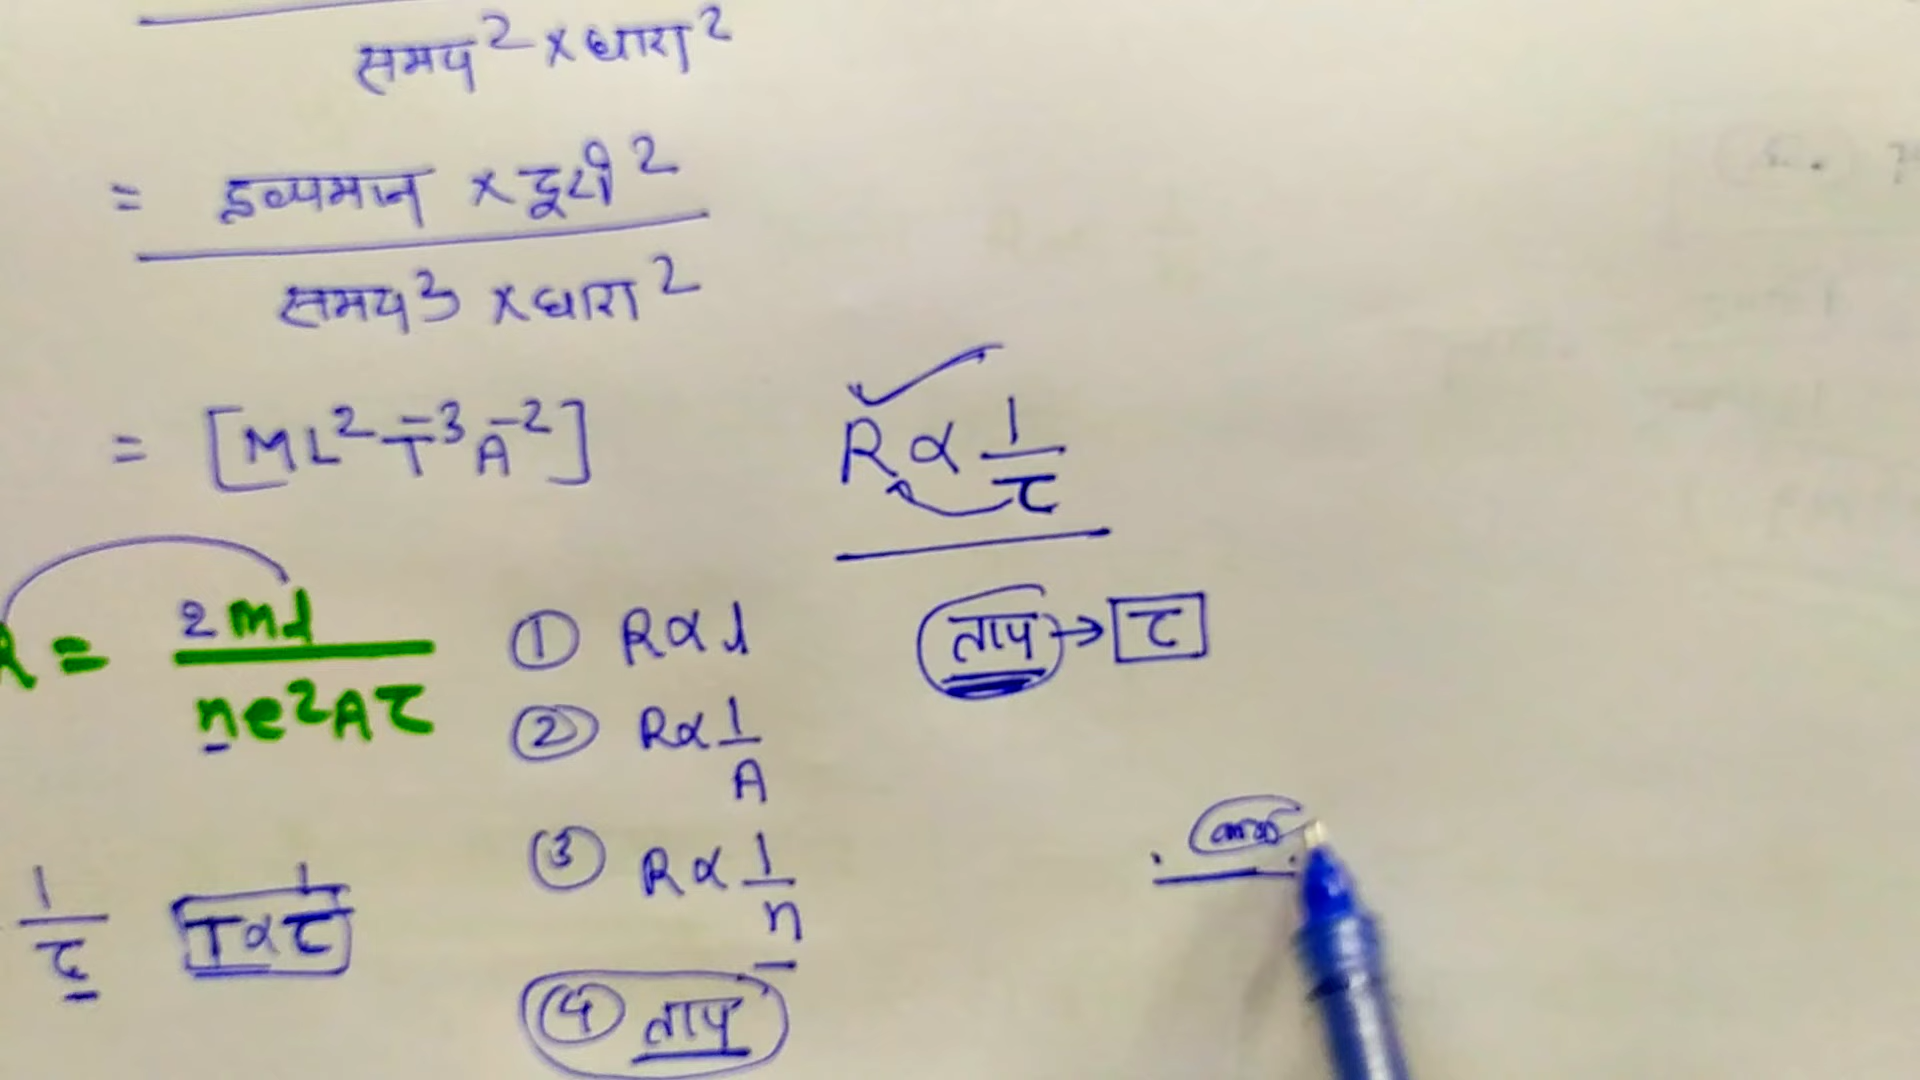 समय² × धारा²
= द्रव्यमान × दूरी²
समय³ × धारा²
= [ML²T⁻³A⁻²]
R ∝ 1/τ
ताप → τ
R = 2ml
ne²Aτ
① R ∝ l
② R ∝ 1/A
③ R ∝ 1/n
④ ताप
1/τ
T ∝ 1/τ